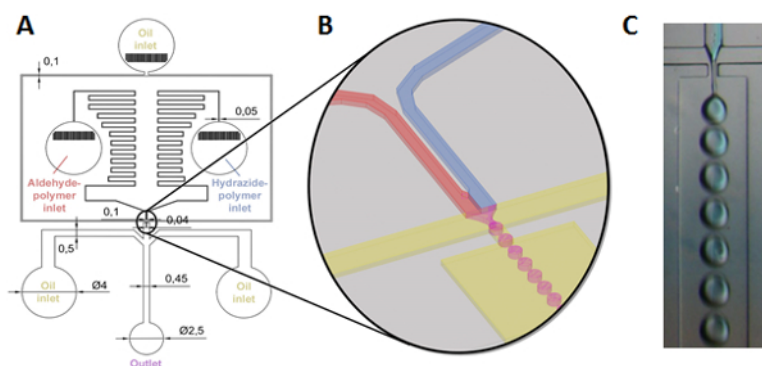 A
B
C
Oil
inlet
0,1
0,05
Aldehyde-
polymer
inlet
Hydrazide-
polymer
inlet
0,1
0,04
0,5
Oil
inlet
Ø4
0,45
Oil
inlet
Ø2,5
Outlet